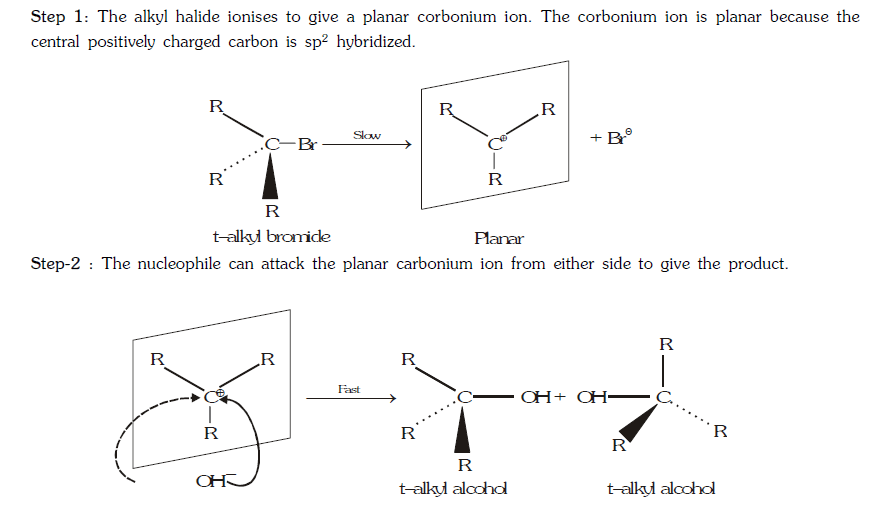 Step 1: The alkyl halide ionises to give a planar corbonium ion. The corbonium ion is planar because the
central positively charged carbon is sp² hybridized.
R
R
R
C—Br
Slow
R
R
C⊕
R
+ Br⊖
t–alkyl bromide
Planar
Step-2 : The nucleophile can attack the planar carbonium ion from either side to give the product.
R
R
C⊕
R
OH⁻
Fast
R
R
C
R
OH + OH
R
C
R
R
t–alkyl alcohol
t–alkyl alcohol